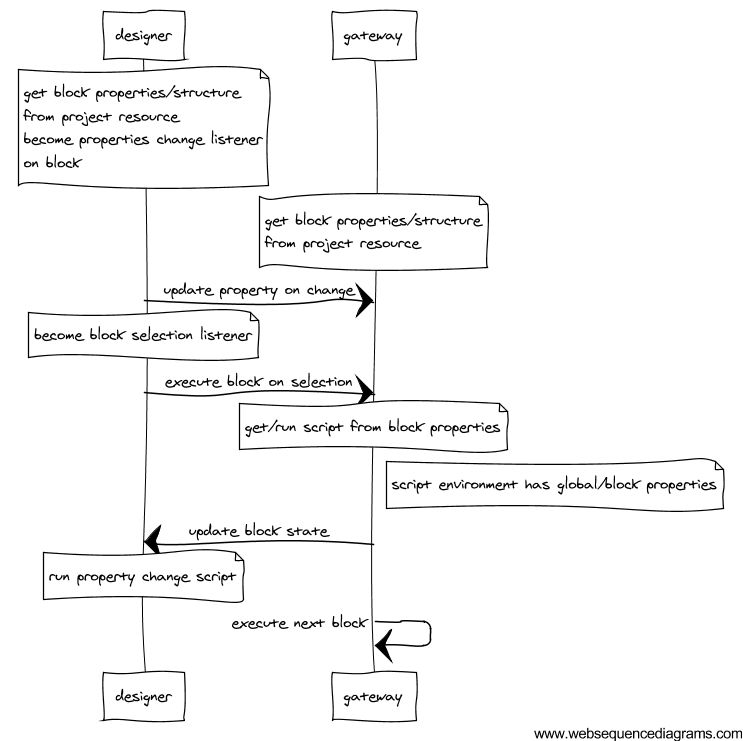 designer
gateway
get block properties/structure
from project resource
become properties change listener
on block
get block properties/structure
from project resource
update property on change
become block selection listener
execute block on selection
get/run script from block properties
script environment has global/block properties
update block state
run property change script
execute next block
designer
gateway
www.websequencediagrams.com